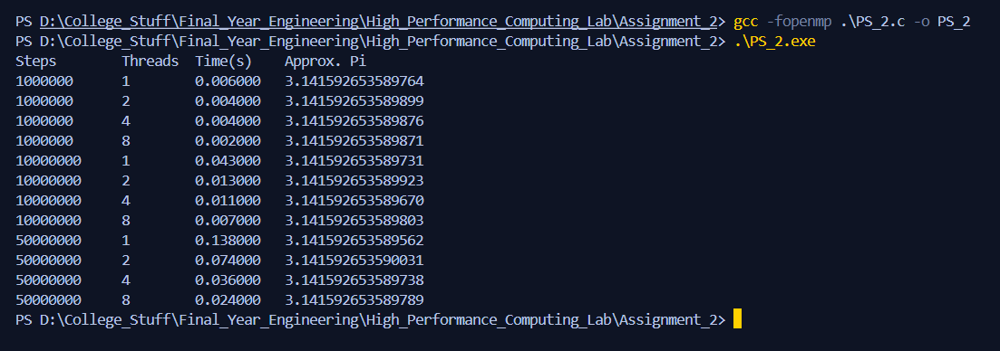 PS D:\College_Stuff\Final_Year_Engineering\High_Performance_Computing_Lab\Assignment_2> gcc -fopenmp .\PS_2.c -o PS_2
PS D:\College_Stuff\Final_Year_Engineering\High_Performance_Computing_Lab\Assignment_2> .\PS_2.exe
Steps Threads Time(s) Approx. Pi
1000000 1 0.006000 3.141592653589764
1000000 2 0.004000 3.141592653589899
1000000 4 0.004000 3.141592653589876
1000000 8 0.002000 3.141592653589871
10000000 1 0.043000 3.141592653589731
10000000 2 0.013000 3.141592653589923
10000000 4 0.011000 3.141592653589670
10000000 8 0.007000 3.141592653589803
50000000 1 0.138000 3.141592653589562
50000000 2 0.074000 3.141592653590031
50000000 4 0.036000 3.141592653589738
50000000 8 0.024000 3.141592653589789
PS D:\College_Stuff\Final_Year_Engineering\High_Performance_Computing_Lab\Assignment_2>